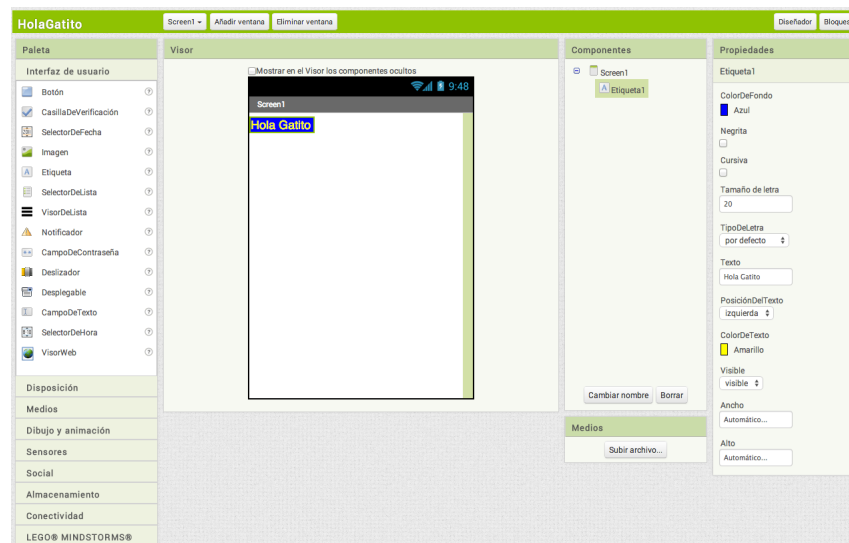 HolaGatito
Screen1 Añadir ventana Eliminar ventana
Diseñador Bloques
Paleta
Interfaz de usuario
Botón
CasillaDeVerificación
SelectorDeFecha
Imagen
Etiqueta
SelectorDeLista
VisorDeLista
Notificador
CampoDeContraseña
Deslizador
Desplegable
CampoDeTexto
SelectorDeHora
VisorWeb
Disposición
Medios
Dibujo y animación
Sensores
Social
Almacenamiento
Conectividad
LEGO® MINDSTORMS®
Visor
Mostrar en el Visor los componentes ocultos
9:48
Screen1
Hola Gatito
Componentes
Screen1
A Etiqueta1
Cambiar nombre Borrar
Medios
Subir archivo...
Propiedades
Etiqueta1
ColorDeFondo
Azul
Negrita
Cursiva
Tamaño de letra
20
TipoDeLetra
por defecto
Texto
Hola Gatito
PosiciónDelTexto
izquierda
ColorDeTexto
Amarillo
Visible
visible
Ancho
Automático...
Alto
Automático...